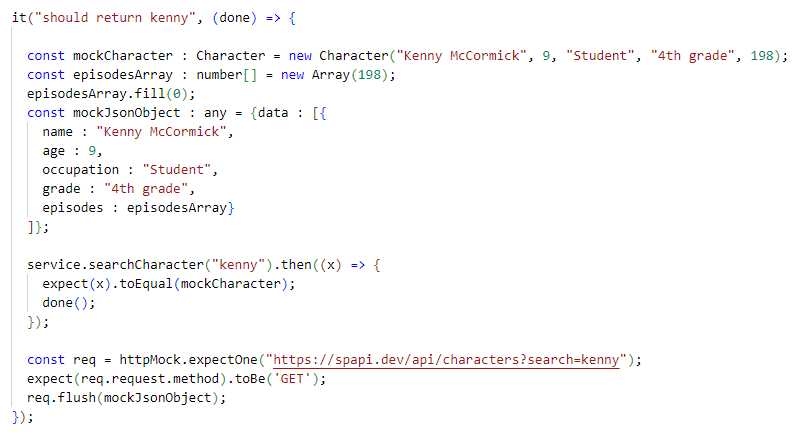 it("should return kenny", (done) => {
const mockCharacter : Character = new Character("Kenny McCormick", 9, "Student", "4th grade", 198);
const episodesArray : number[] = new Array(198);
episodesArray.fill(0);
const mockJsonObject : any = {data : [{
name : "Kenny McCormick",
age : 9,
occupation : "Student",
grade : "4th grade",
episodes : episodesArray}
]};
service.searchCharacter("kenny").then((x) => {
expect(x).toEqual(mockCharacter);
done();
});
const req = httpMock.expectOne("https://spapi.dev/api/characters?search=kenny");
expect(req.request.method).toBe('GET');
req.flush(mockJsonObject);
});